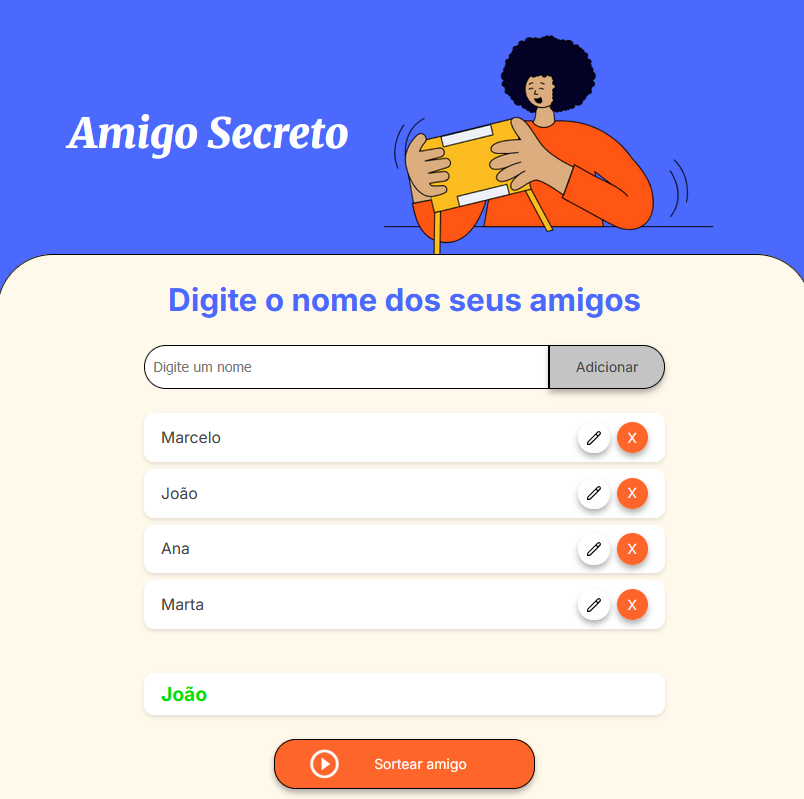 Amigo Secreto
Digite o nome dos seus amigos
Digite um nome
Adicionar
Marcelo
X
João
X
Ana
X
Marta
X
João
Sortear amigo